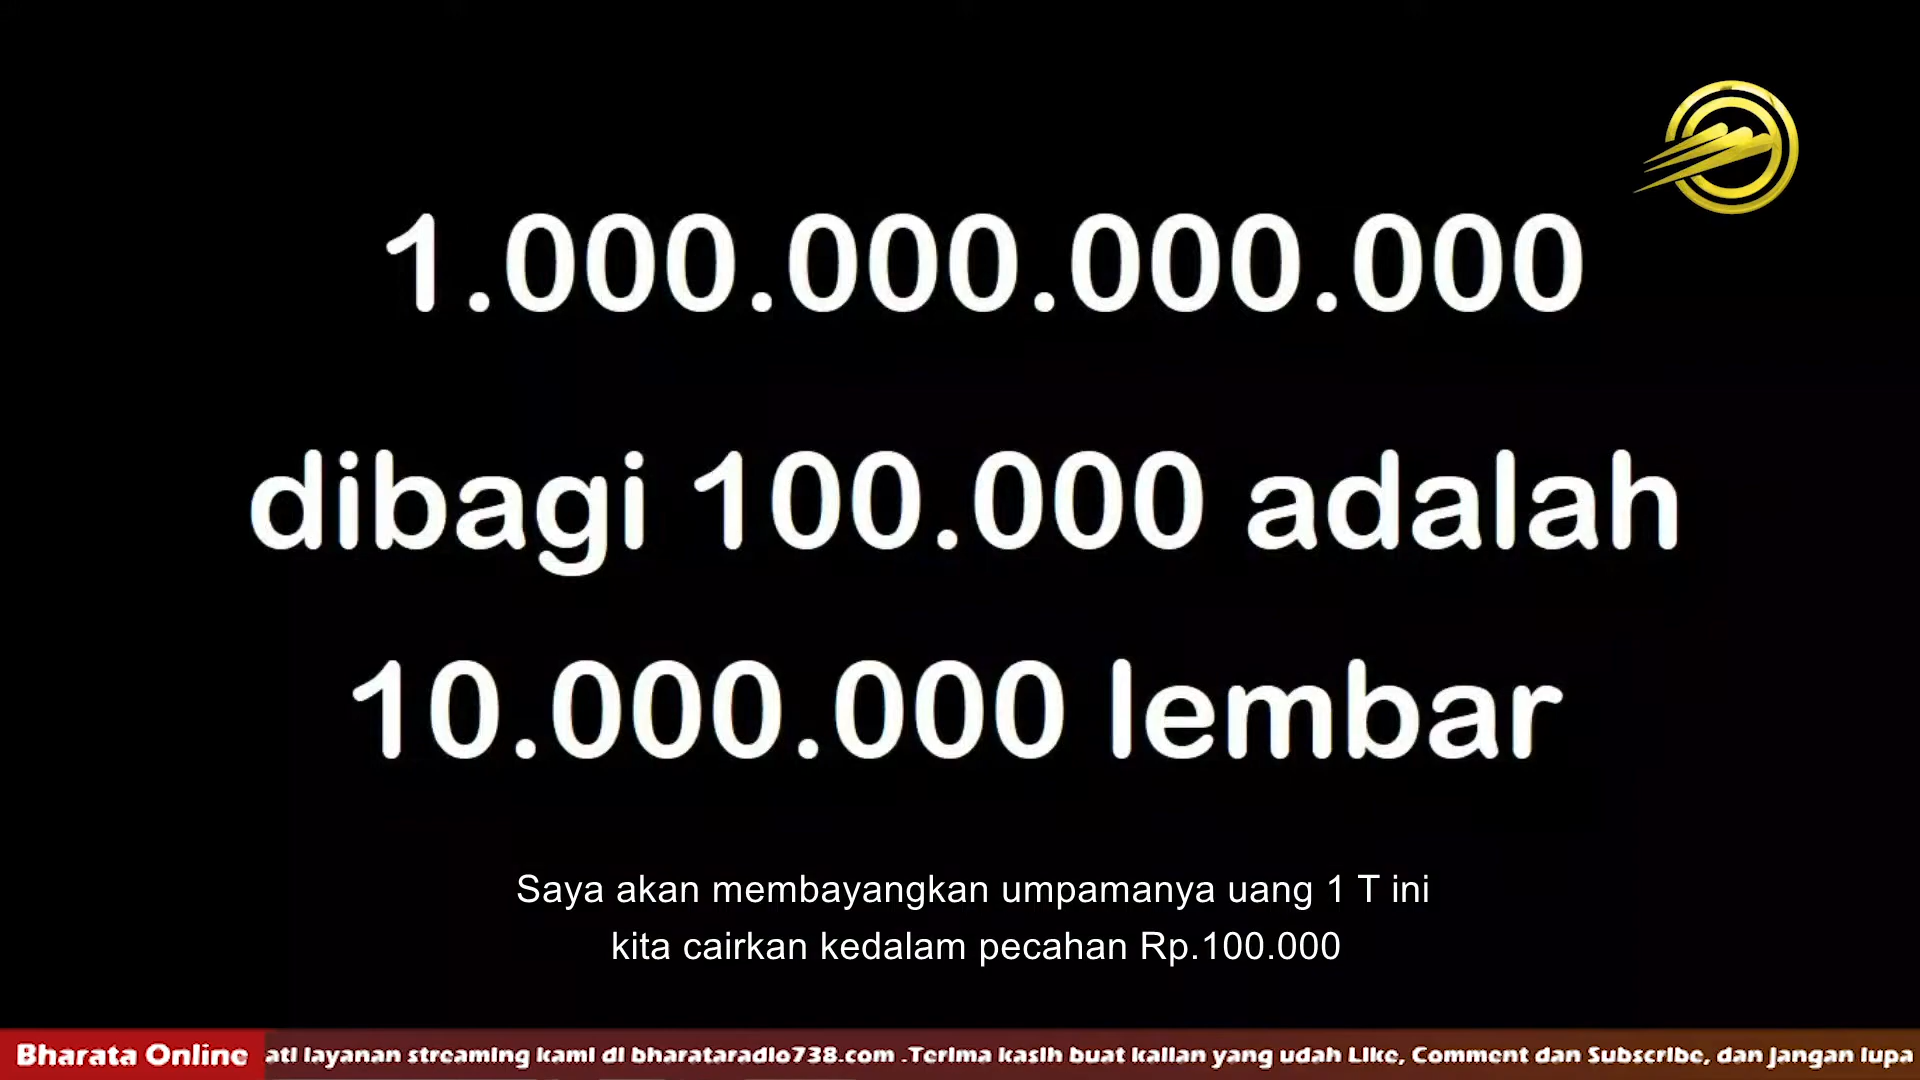 1.000.000.000.000
dibagi 100.000 adalah
10.000.000 lembar
Saya akan membayangkan umpamanya uang 1 T ini
kita cairkan kedalam pecahan Rp.100.000
Bharata Online ati layanan streaming kami di bharataradio738.com .Terima kasih buat kalian yang udah Like, Comment dan Subscribe, dan jangan lupa